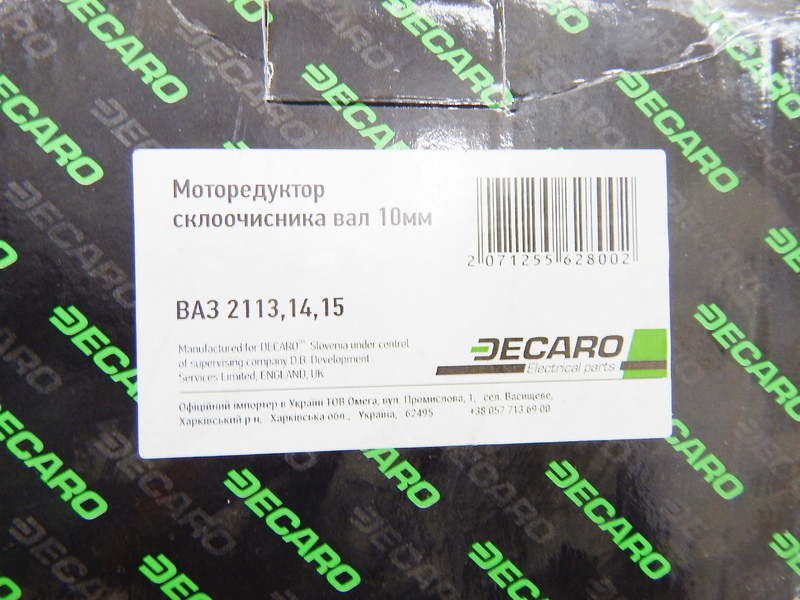 Моторедуктор
склоочисника вал 10мм
2 071255 628002
ВАЗ 2113,14,15
Manufactured for DECARO™ Slovenia under control
of supervising company D.B. Development
Services Limited, ENGLAND, UK
DECARO
Electrical parts
Офіційний імпортер в Україні ТОВ Омега, вул. Промислова, 1, сел. Васищеве,
Харківський р-н, Харківська обл., Україна, 62495 +38 057 713 69 00
DECARO
DECARO
DECARO
DECARO
DECARO
DECARO
DECARO
DECARO
DECARO
DECARO